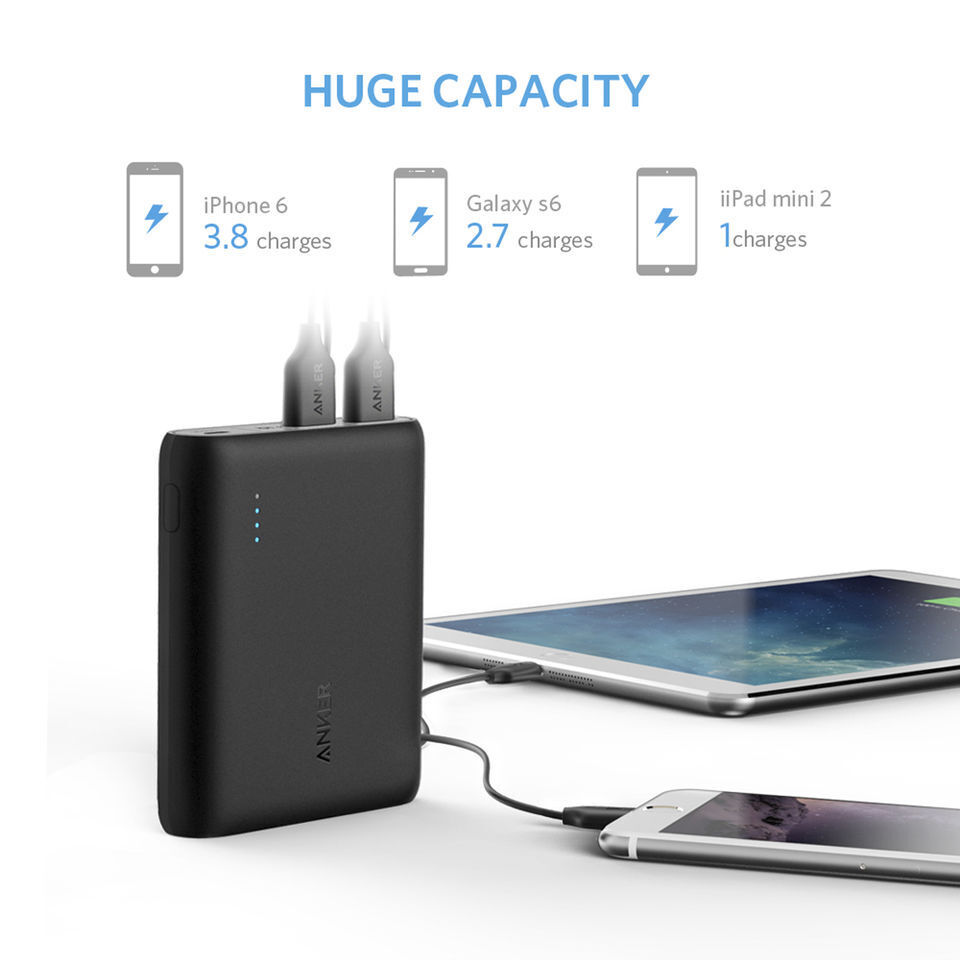 HUGE CAPACITY
iPhone 6
3.8 charges
Galaxy s6
2.7 charges
iiPad mini 2
1charges
ANKER
ANKER
ANKER